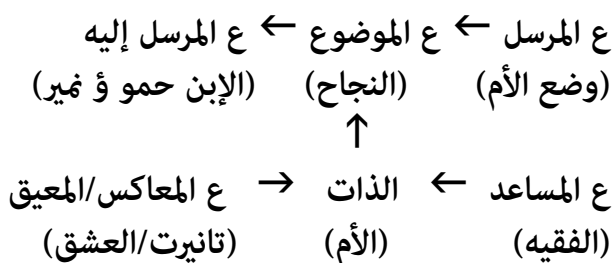 ع المرسل ← ع الموضوع ← ع المرسل إليه
(وضع الأم) (النجاح) (الإبن حمو ؤ نمير)
↑
ع المساعد ← الذات → ع المعاكس/المعيق
(الفقيه) (الأم) (تانيرت/العشق)